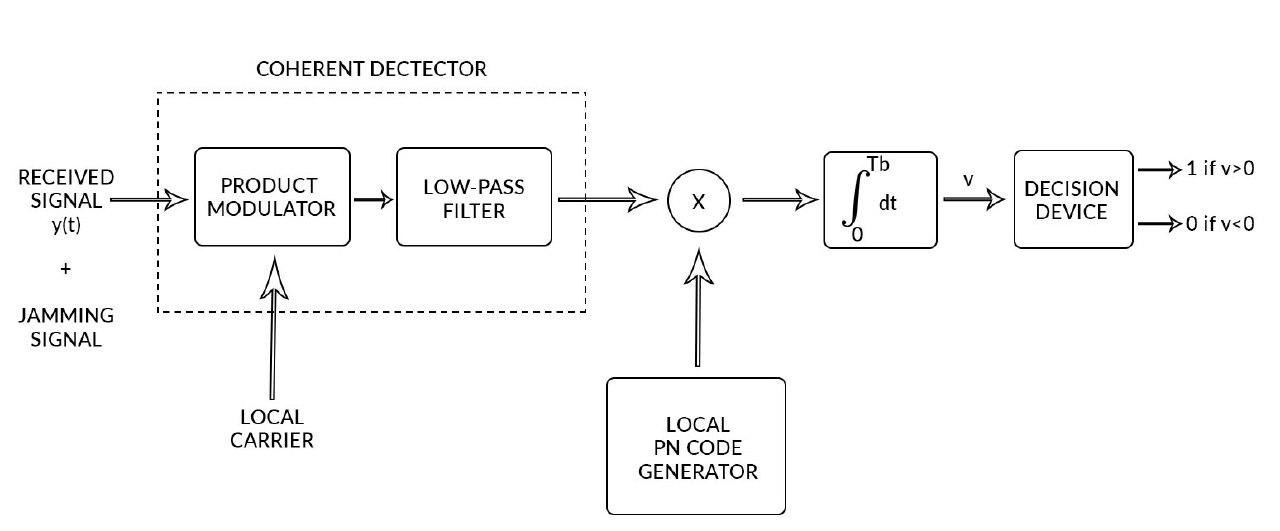 COHERENT DECTECTOR
RECEIVED
SIGNAL
y(t)
+
JAMMING
SIGNAL
PRODUCT
MODULATOR
LOW-PASS
FILTER
LOCAL
CARRIER
X
LOCAL
PN CODE
GENERATOR
Tb
∫ dt
0
v
DECISION
DEVICE
1 if v>0
0 if v<0